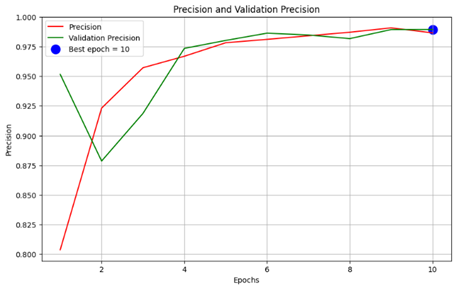 Precision and Validation Precision
Precision
Validation Precision
Best epoch = 10
1.000
0.975
0.950
0.925
0.900
0.875
0.850
0.825
0.800
Precision
2
4
6
8
10
Epochs